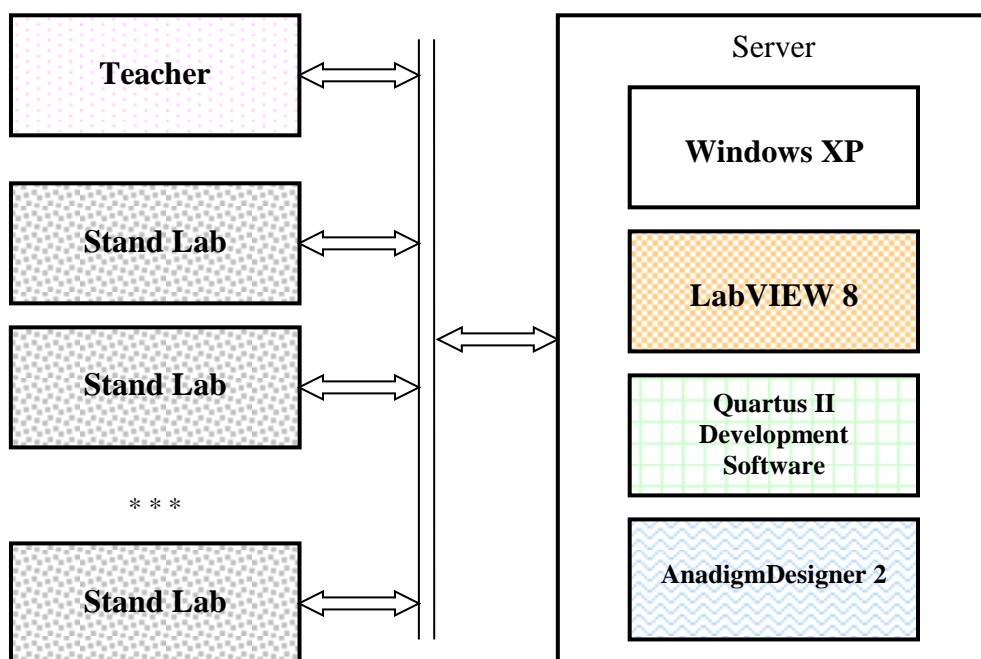 Teacher
Stand Lab
Stand Lab
* * *
Stand Lab
Server
Windows XP
LabVIEW 8
Quartus II
Development
Software
AnadigmDesigner 2